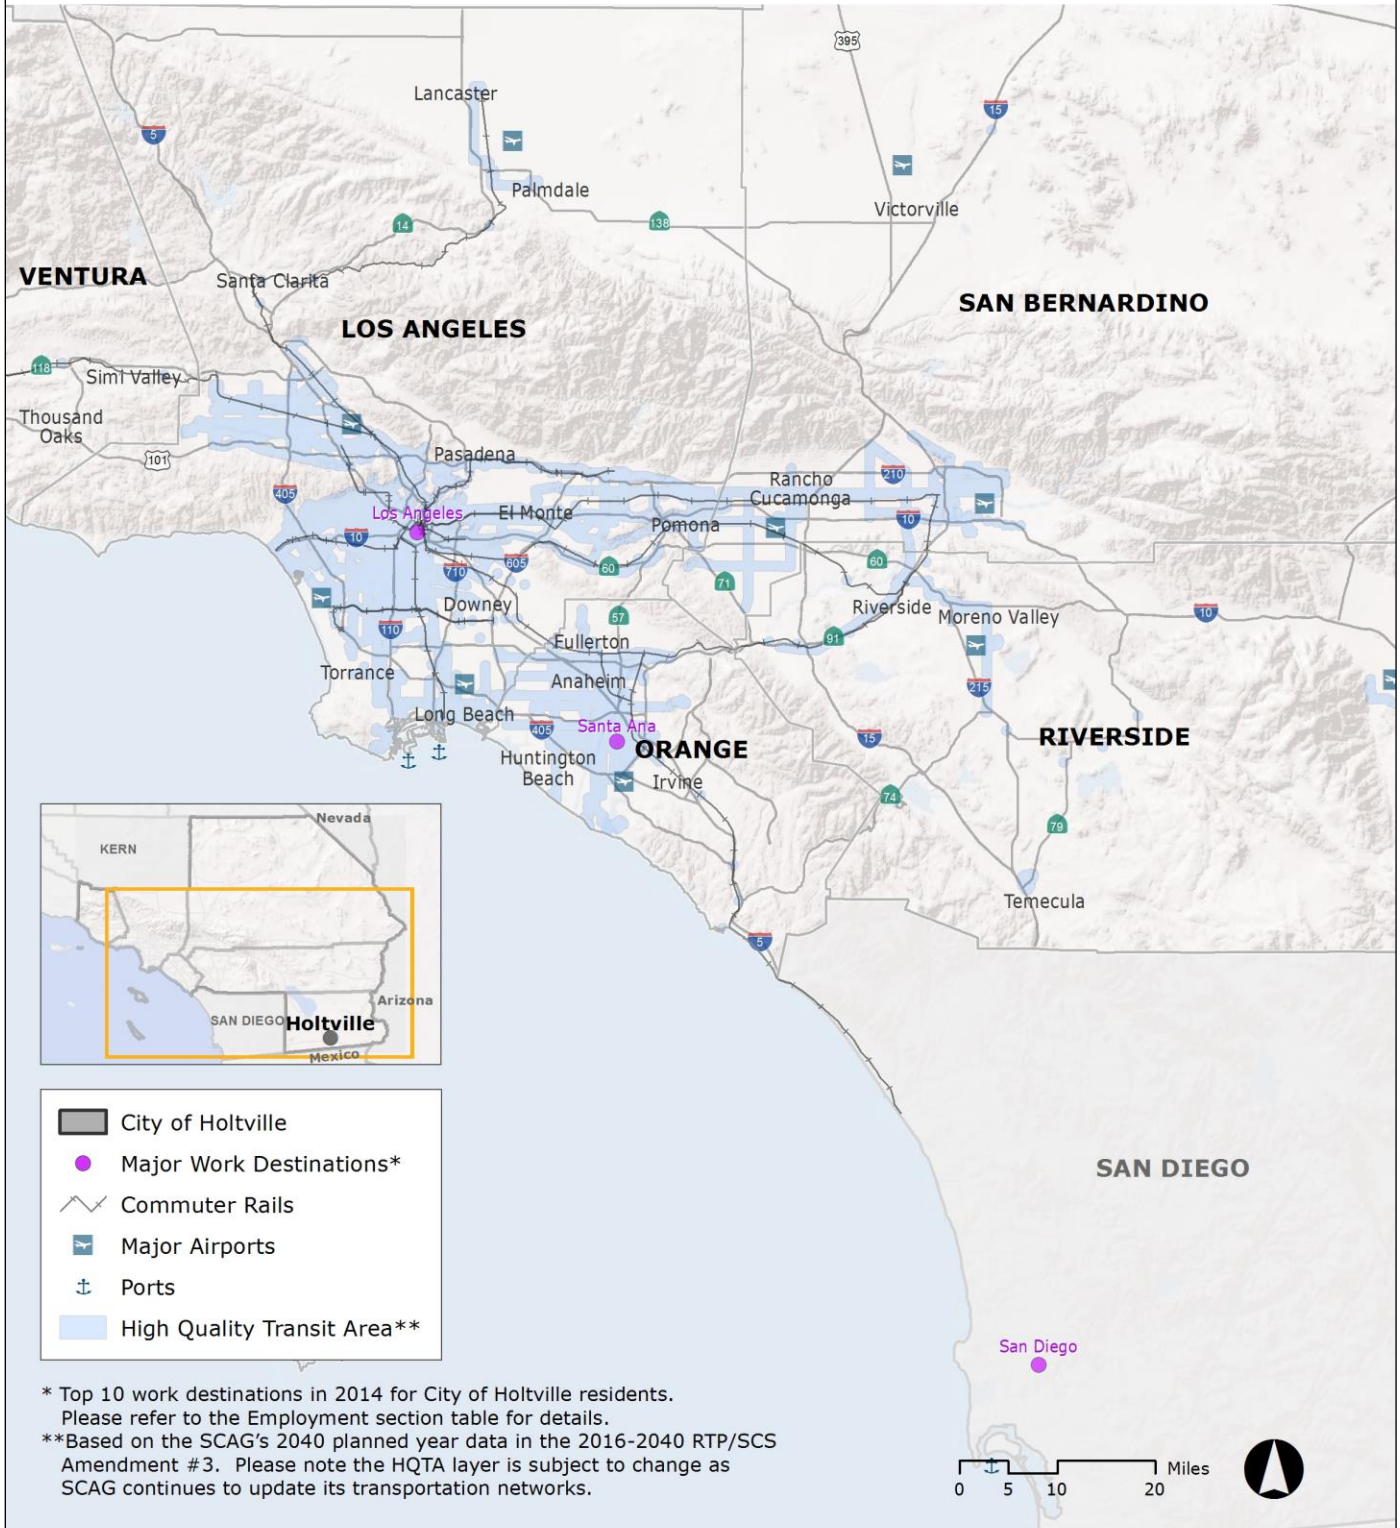 395
Lancaster
15
5
Palmdale
Victorville
14
138
VENTURA
Santa Clarita
SAN BERNARDINO
LOS ANGELES
118
Simi Valley
Thousand
Oaks
101
Pasadena
210
Rancho
Cucamonga
405
Los Angeles
El Monte
Pomona
10
10
605
710
60
60
71
Downey
57
Riverside
Moreno Valley
10
110
91
Fullerton
Torrance
Anaheim
215
Long Beach
405
Santa Ana
ORANGE
15
RIVERSIDE
Huntington
Beach
Irvine
74
79
Temecula
5
Nevada
KERN
Arizona
SAN DIEGO
Holtville
Mexico
City of Holtville
Major Work Destinations*
Commuter Rails
Major Airports
Ports
High Quality Transit Area**
SAN DIEGO
San Diego
* Top 10 work destinations in 2014 for City of Holtville residents.
Please refer to the Employment section table for details.
**Based on the SCAG's 2040 planned year data in the 2016-2040 RTP/SCS
Amendment #3. Please note the HQTA layer is subject to change as
SCAG continues to update its transportation networks.
Miles
0 5 10 20